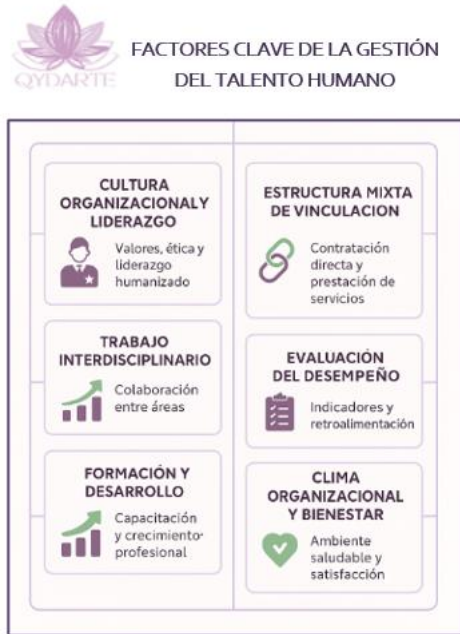 QYDARTE
FACTORES CLAVE DE LA GESTIÓN
DEL TALENTO HUMANO
CULTURA
ORGANIZACIONAL Y
LIDERAZGO
Valores, ética y
liderazgo
humanizado
ESTRUCTURA MIXTA
DE VINCULACION
Contratación
directa y
prestación de
servicios
TRABAJO
INTERDISCIPLINARIO
Colaboración
entre áreas
EVALUACIÓN
DEL DESEMPEÑO
Indicadores y
retroalimentación
FORMACIÓN Y
DESARROLLO
Capacitación
y crecimiento
profesional
CLIMA
ORGANIZACIONAL
Y BIENESTAR
Ambiente
saludable y
satisfacción